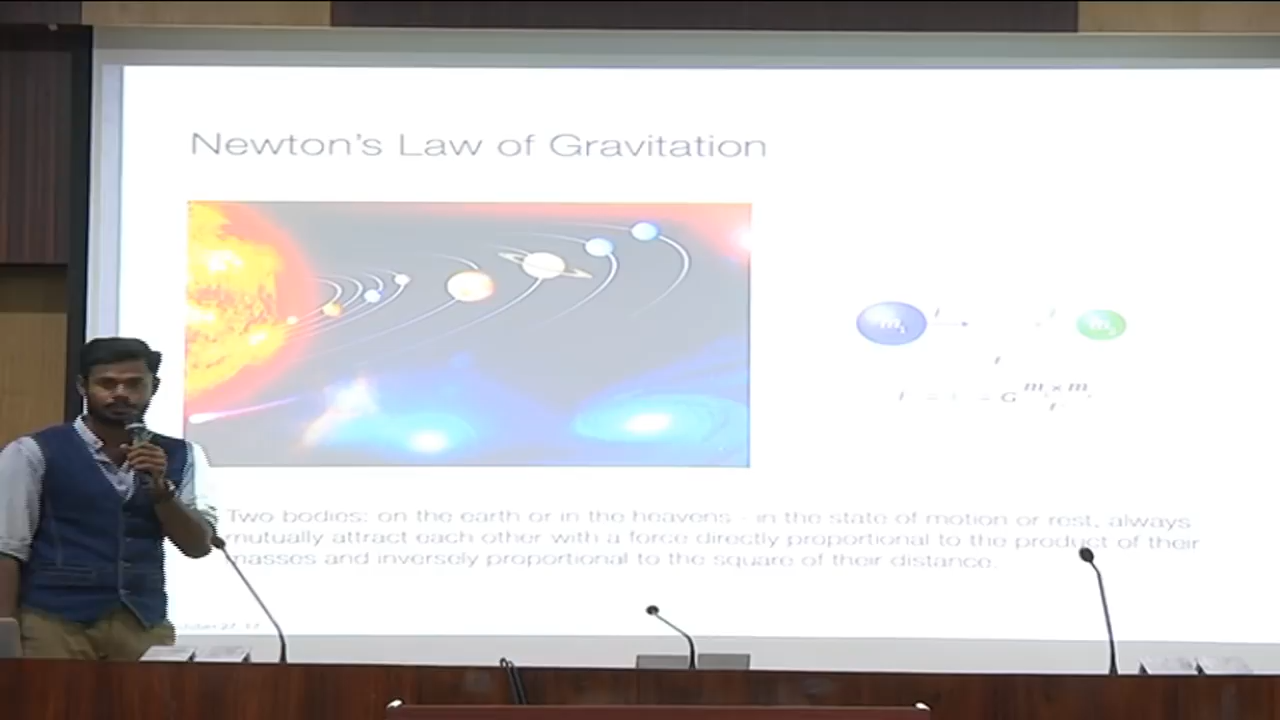 Newton's Law of Gravitation
m₁ m₂
G m × m
Two bodies: on the earth or in the heavens - in the state of motion or rest, always
mutually attract each other with a force directly proportional to the product of their
masses and inversely proportional to the square of their distance.